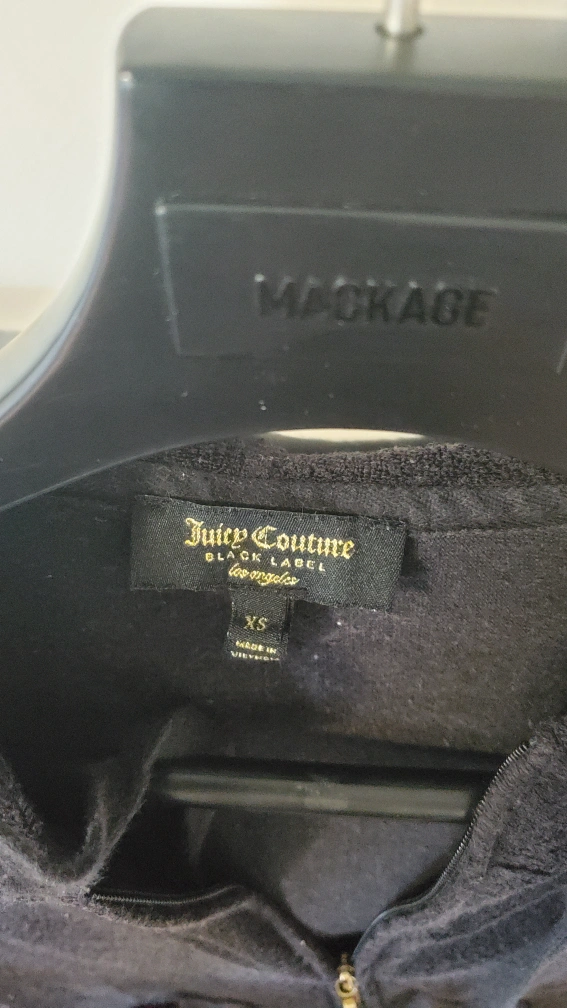 MACKAGE
Juicy Couture
BLACK LABEL
los angeles
XS
MADE IN
VIETNAM